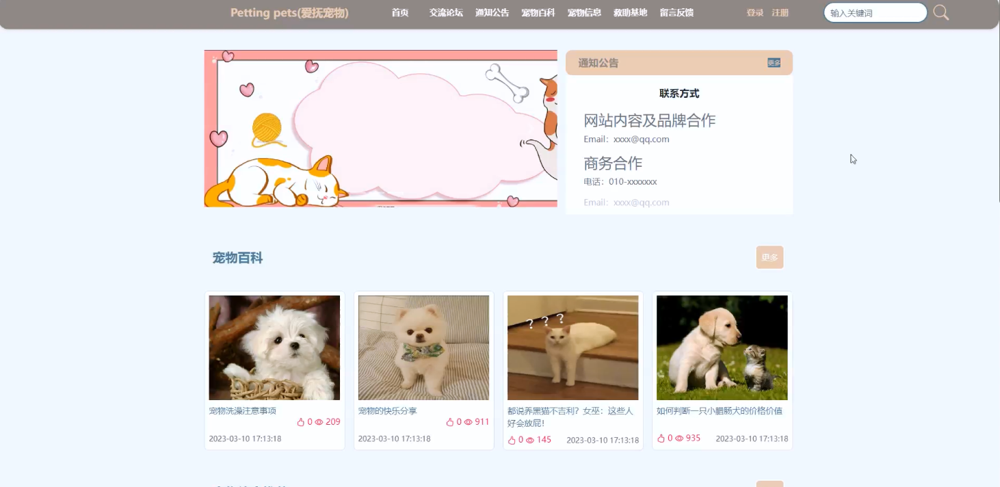 Petting pets(爱抚宠物) 首页 交流论坛 通知公告 宠物百科 宠物信息 救助基地 留言反馈 登录 注册 输入关键词
通知公告 更多
联系方式
网站内容及品牌合作
Email：xxxx@qq.com
商务合作
电话：010-xxxxxxx
Email：xxxx@qq.com
宠物百科 更多
? ? ?
宠物洗澡注意事项
0 209
2023-03-10 17:13:18
宠物的快乐分享
0 911
2023-03-10 17:13:18
都说养黑猫不吉利？女巫：这些人
好会放屁！
0 145 2023-03-10 17:13:18
如何判断一只小腊肠犬的价格价值
0 935 2023-03-10 17:13:18